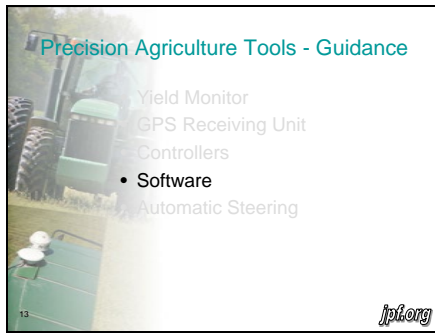 Precision Agriculture Tools - Guidance
Yield Monitor
GPS Receiving Unit
Controllers
• Software
Automatic Steering
13
jpf.org